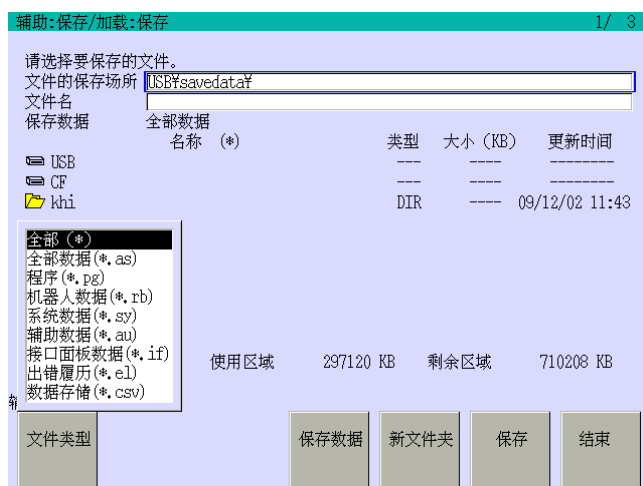 辅助:保存/加载:保存 1/ 3
请选择要保存的文件。
文件的保存场所 USB¥savedata¥
文件名
保存数据 全部数据
名称 (*) 类型 大小 (KB) 更新时间
USB --- ---- --------
CF --- ---- --------
khi DIR ---- 09/12/02 11:43
全部 (*)
全部数据(*.as)
程序(*.pg)
机器人数据(*.rb)
系统数据(*.sy)
辅助数据(*.au)
接口面板数据(*.if)
使用区域 297120 KB 剩余区域 710208 KB
出错履历(*.el)
数据存储(*.csv)
文件类型 保存数据 新文件夹 保存 结束